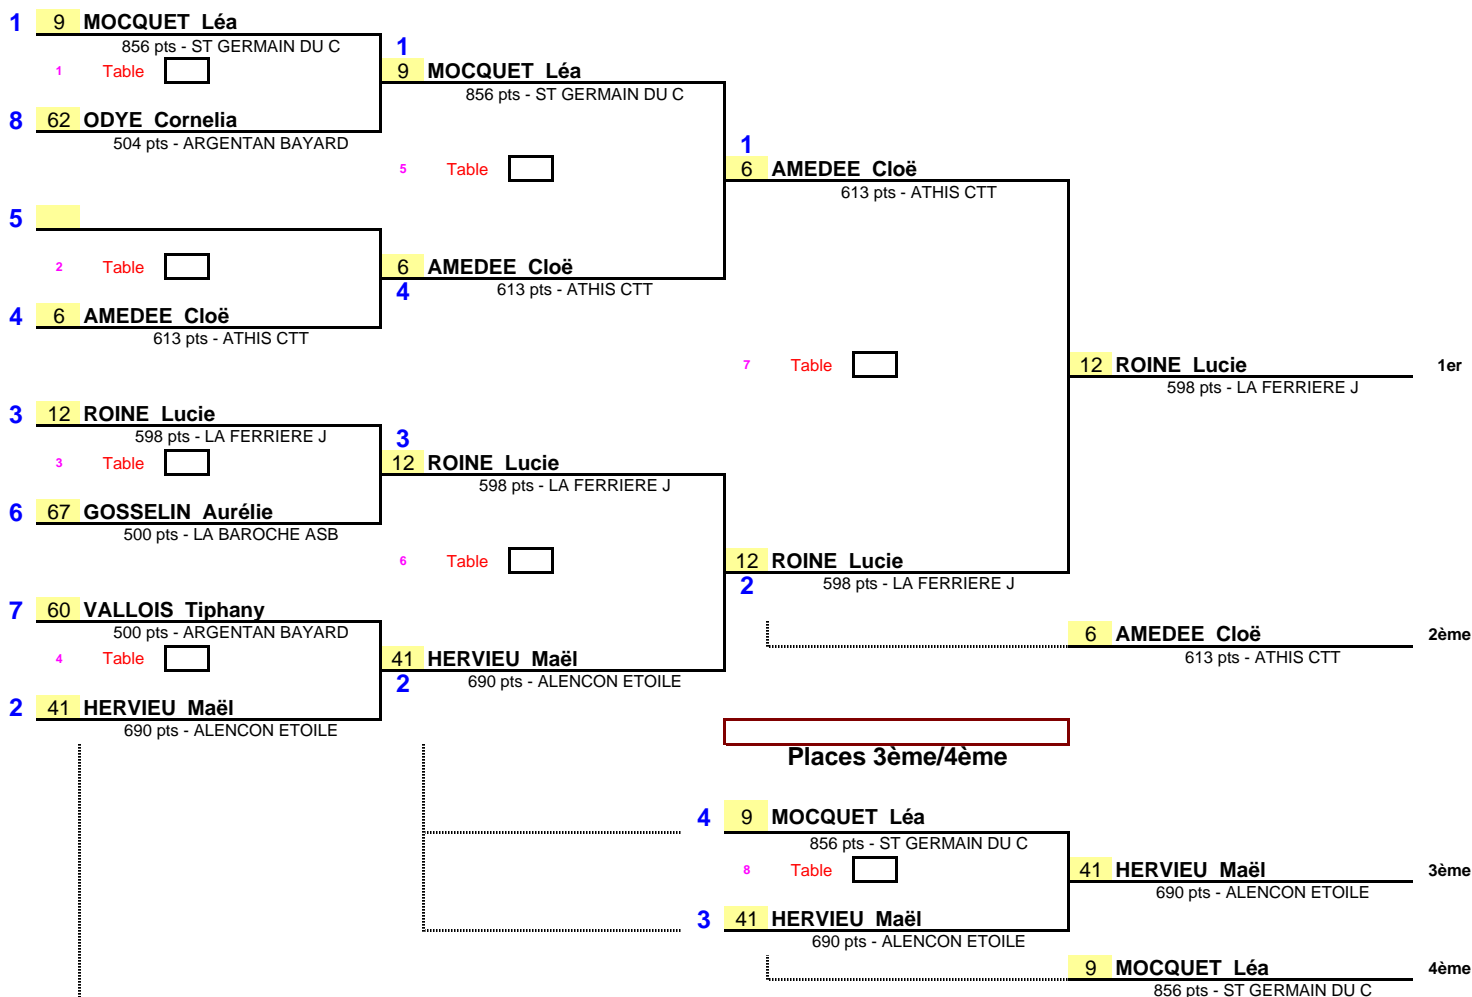 1 9 MOCQUET Léa
856 pts - ST GERMAIN DU C
1 Table
8 62 ODYE Cornelia
504 pts - ARGENTAN BAYARD
5
2 Table
4 6 AMEDEE Cloë
613 pts - ATHIS CTT
3 12 ROINE Lucie
598 pts - LA FERRIERE J
3 Table
6 67 GOSSELIN Aurélie
500 pts - LA BAROCHE ASB
7 60 VALLOIS Tiphany
500 pts - ARGENTAN BAYARD
4 Table
2 41 HERVIEU Maël
690 pts - ALENCON ETOILE
1
9 MOCQUET Léa
856 pts - ST GERMAIN DU C
5 Table
6 AMEDEE Cloë
4 613 pts - ATHIS CTT
3
12 ROINE Lucie
598 pts - LA FERRIERE J
6 Table
41 HERVIEU Maël
2 690 pts - ALENCON ETOILE
1
6 AMEDEE Cloë
613 pts - ATHIS CTT
7 Table
12 ROINE Lucie
2 598 pts - LA FERRIERE J
12 ROINE Lucie 1er
598 pts - LA FERRIERE J
6 AMEDEE Cloë 2ème
613 pts - ATHIS CTT
Places 3ème/4ème
4 9 MOCQUET Léa
856 pts - ST GERMAIN DU C
8 Table
3 41 HERVIEU Maël
690 pts - ALENCON ETOILE
41 HERVIEU Maël 3ème
690 pts - ALENCON ETOILE
9 MOCQUET Léa 4ème
856 pts - ST GERMAIN DU C